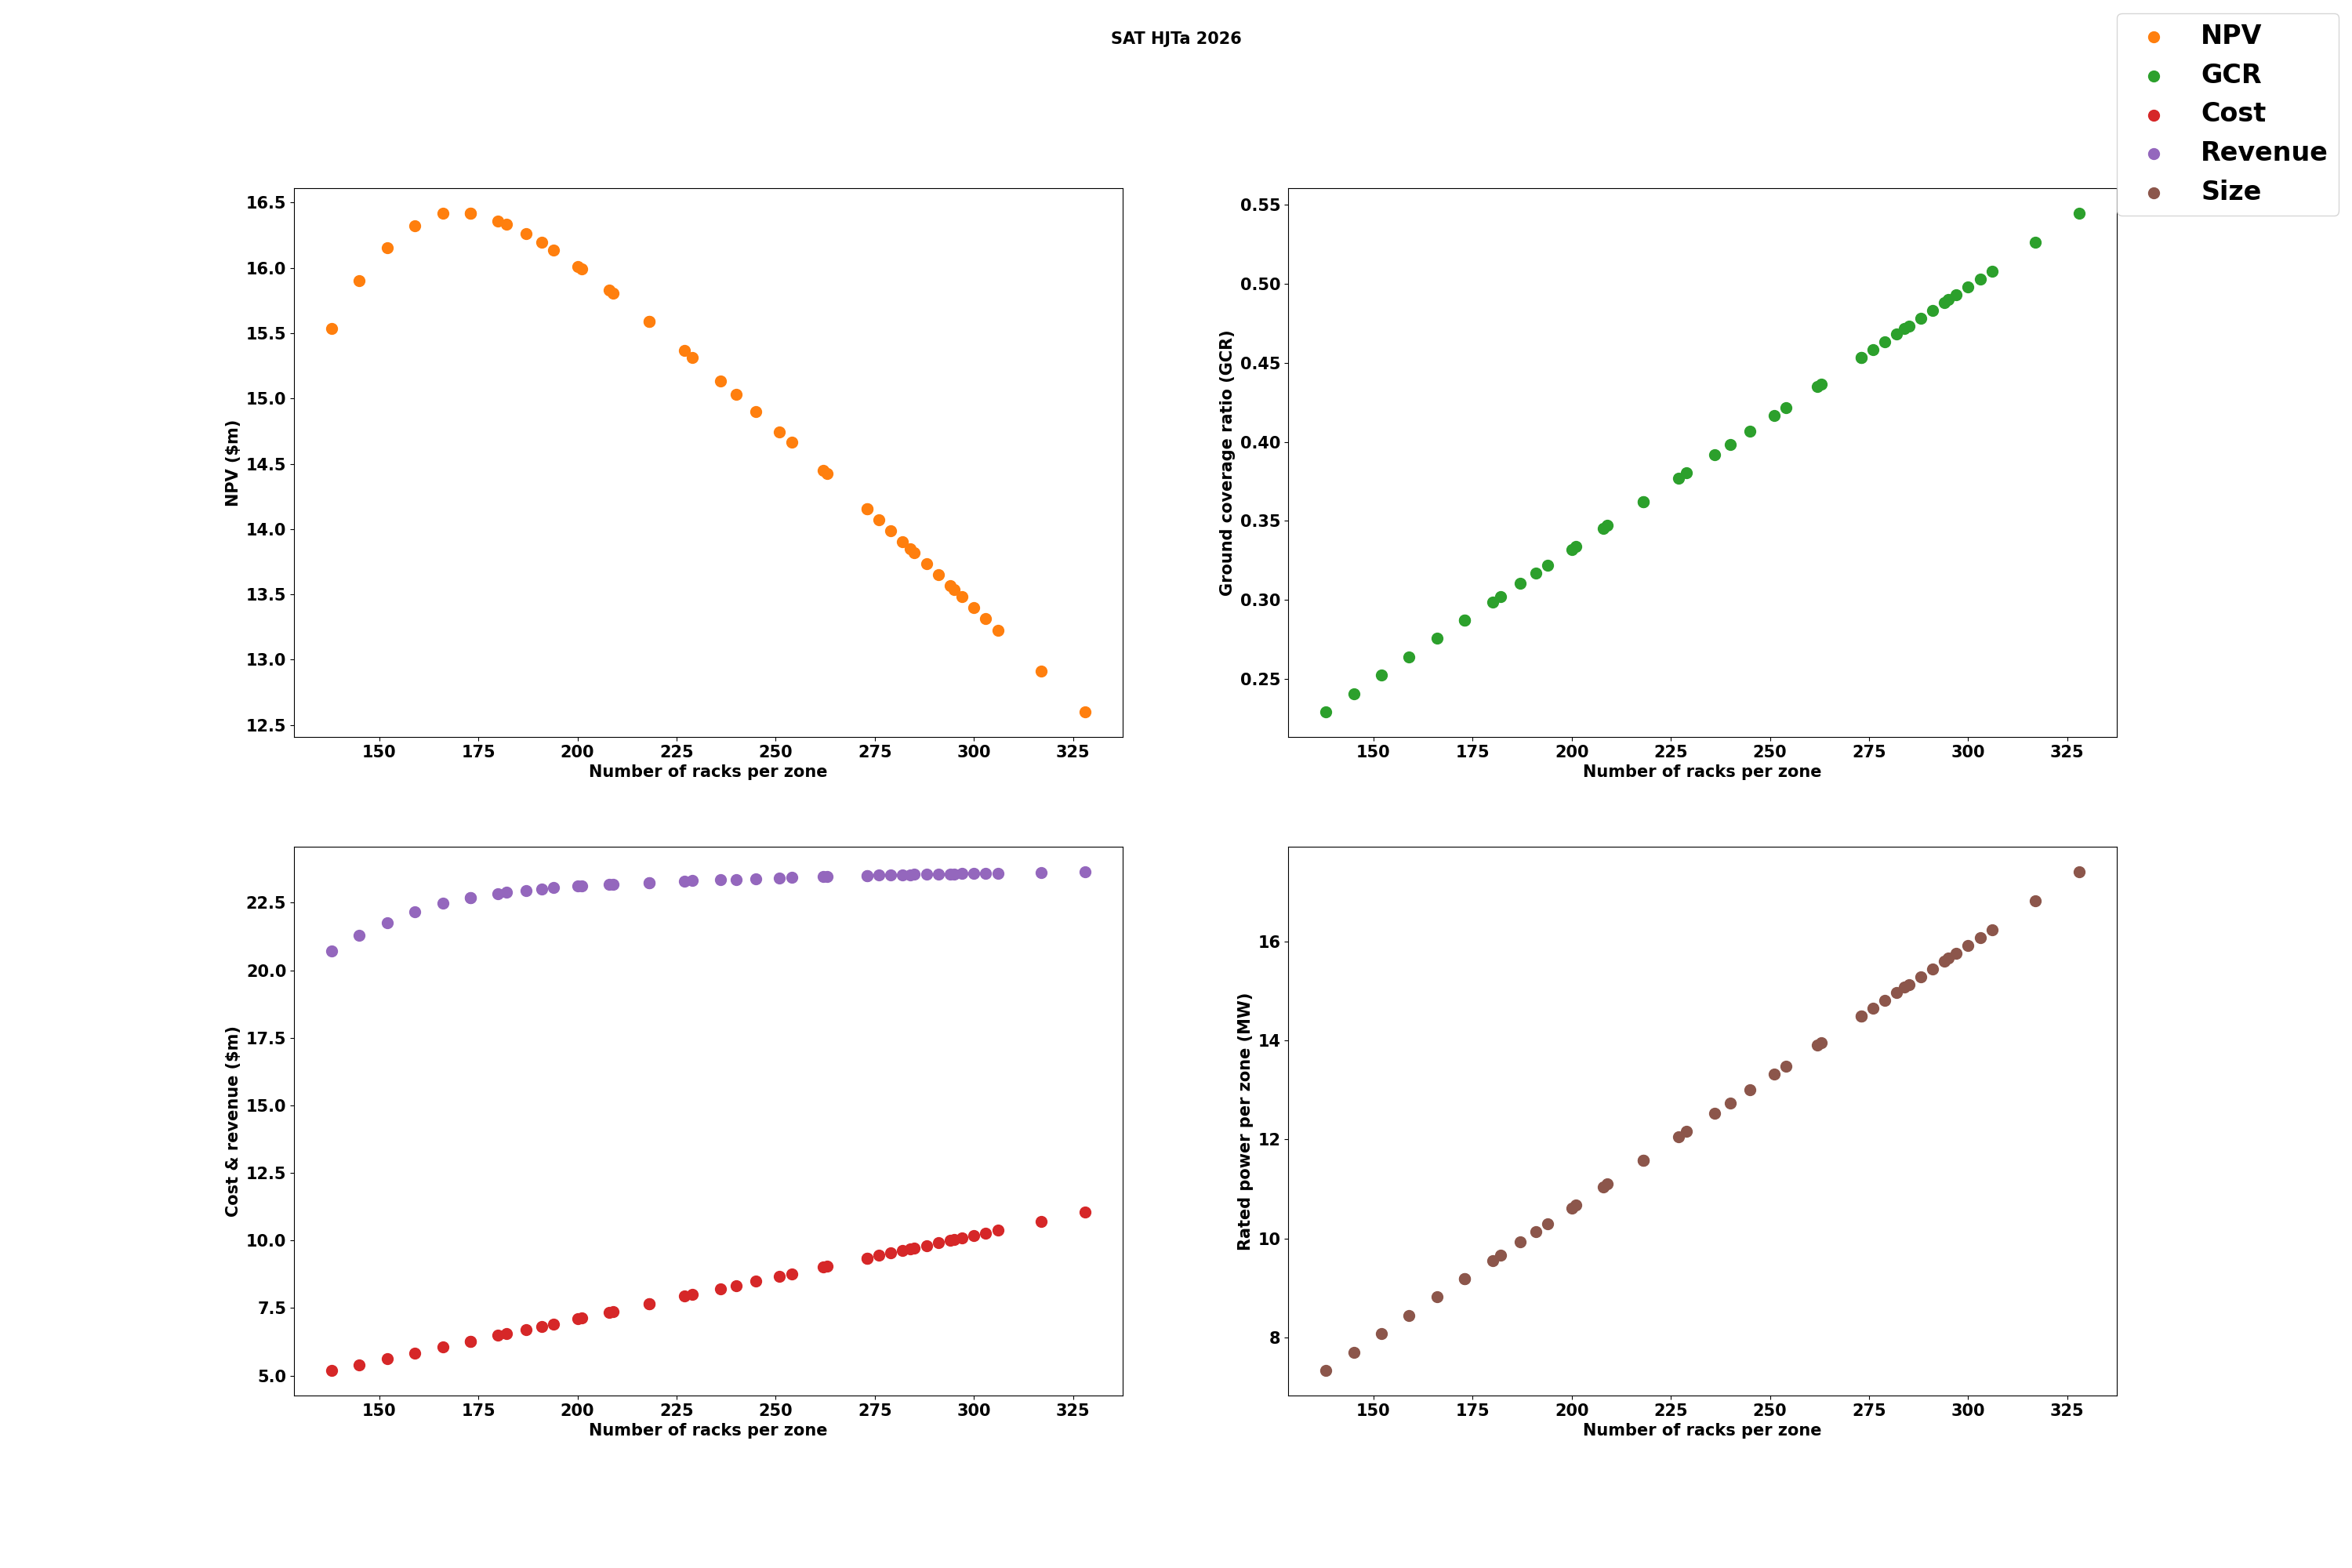 SAT HJTa 2026
NPV
GCR
Cost
Revenue
Size
16.5
16.0
15.5
15.0
14.5
14.0
13.5
13.0
12.5
NPV ($m)
150 175 200 225 250 275 300 325
Number of racks per zone
0.55
0.50
0.45
0.40
0.35
0.30
0.25
Ground coverage ratio (GCR)
150 175 200 225 250 275 300 325
Number of racks per zone
22.5
20.0
17.5
15.0
12.5
10.0
7.5
5.0
Cost & revenue ($m)
150 175 200 225 250 275 300 325
Number of racks per zone
16
14
12
10
8
Rated power per zone (MW)
150 175 200 225 250 275 300 325
Number of racks per zone